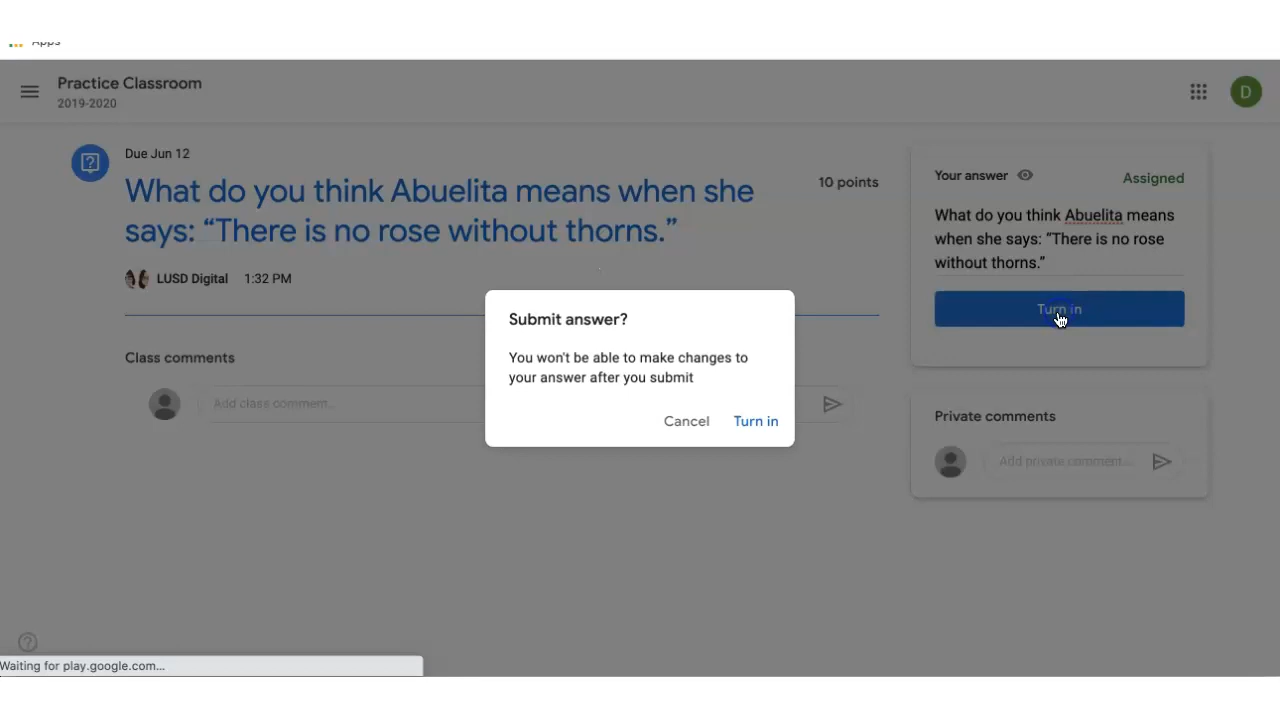 Apps
Practice Classroom
2019-2020
D
Due Jun 12
What do you think Abuelita means when she
says: “There is no rose without thorns.”
10 points
LUSD Digital 1:32 PM
Class comments
Add class comment...
Submit answer?
You won't be able to make changes to
your answer after you submit
Cancel Turn in
Your answer Assigned
What do you think Abuelita means
when she says: “There is no rose
without thorns.”
Turn in
Private comments
Add private comment...
Waiting for play.google.com...